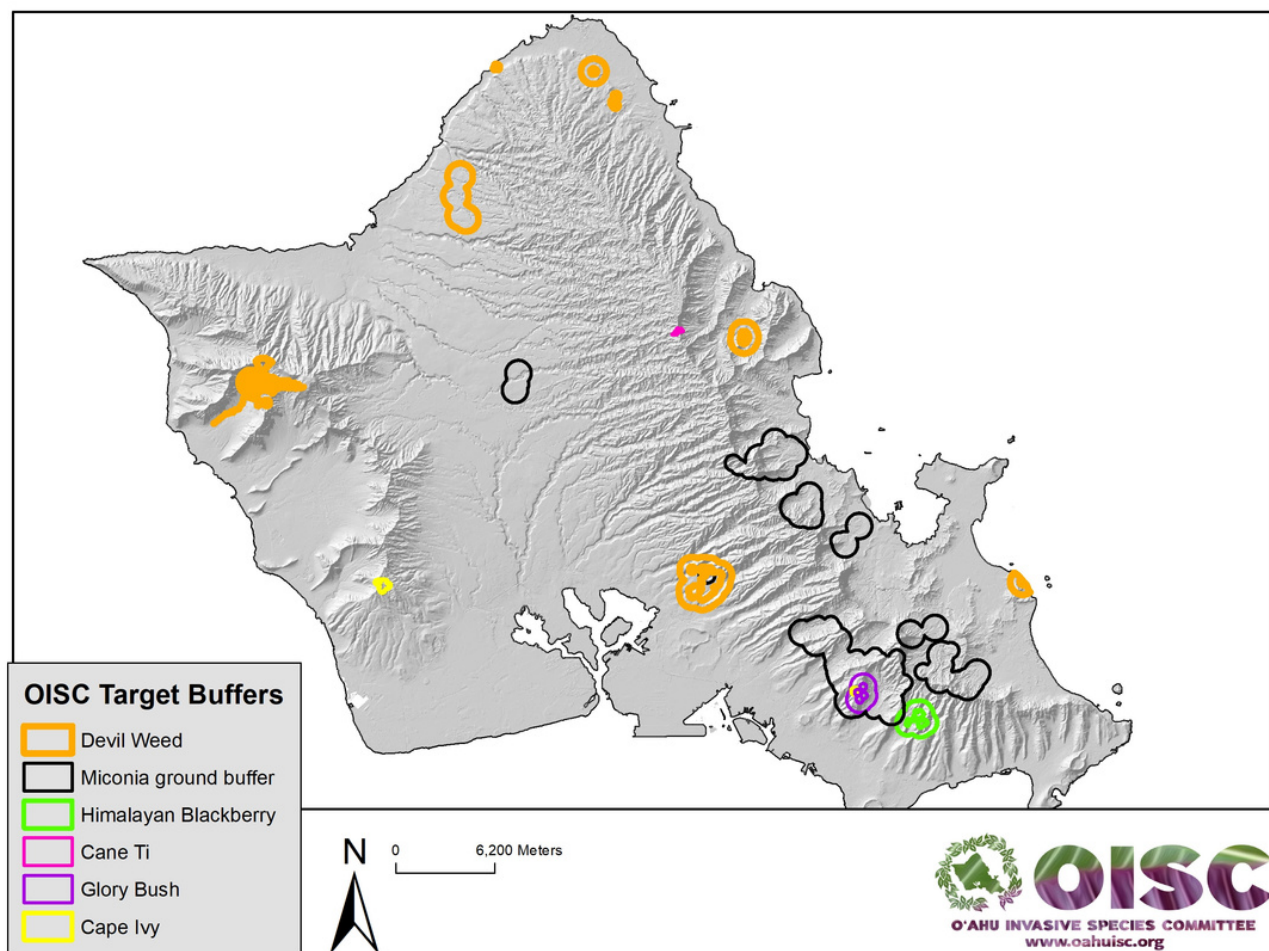 OISC Target Buffers
Devil Weed
Miconia ground buffer
Himalayan Blackberry
Cane Ti
Glory Bush
Cape Ivy
N
0 6,200 Meters
OISC
O'AHU INVASIVE SPECIES COMMITTEE
www.oahuisc.org